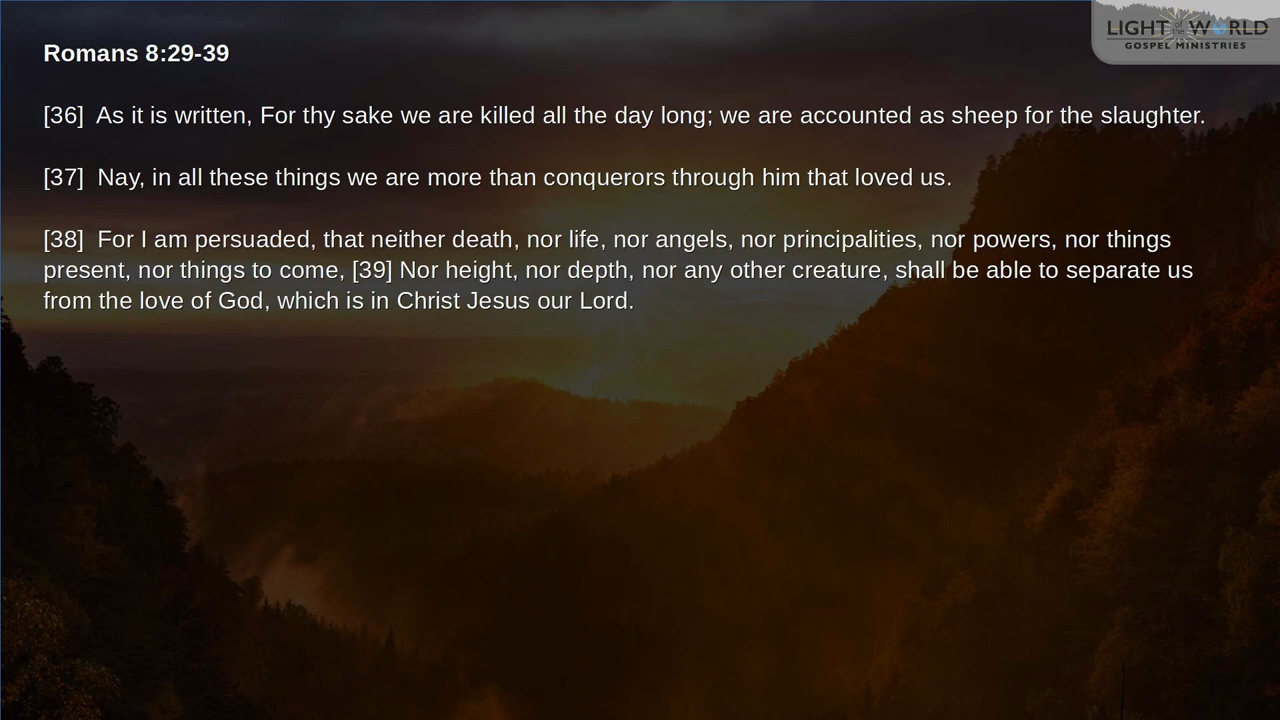 LIGHT of the WORLD
GOSPEL MINISTRIES
Romans 8:29-39
[36]  As it is written, For thy sake we are killed all the day long; we are accounted as sheep for the slaughter.
[37]  Nay, in all these things we are more than conquerors through him that loved us.
[38]  For I am persuaded, that neither death, nor life, nor angels, nor principalities, nor powers, nor things
present, nor things to come, [39] Nor height, nor depth, nor any other creature, shall be able to separate us
from the love of God, which is in Christ Jesus our Lord.